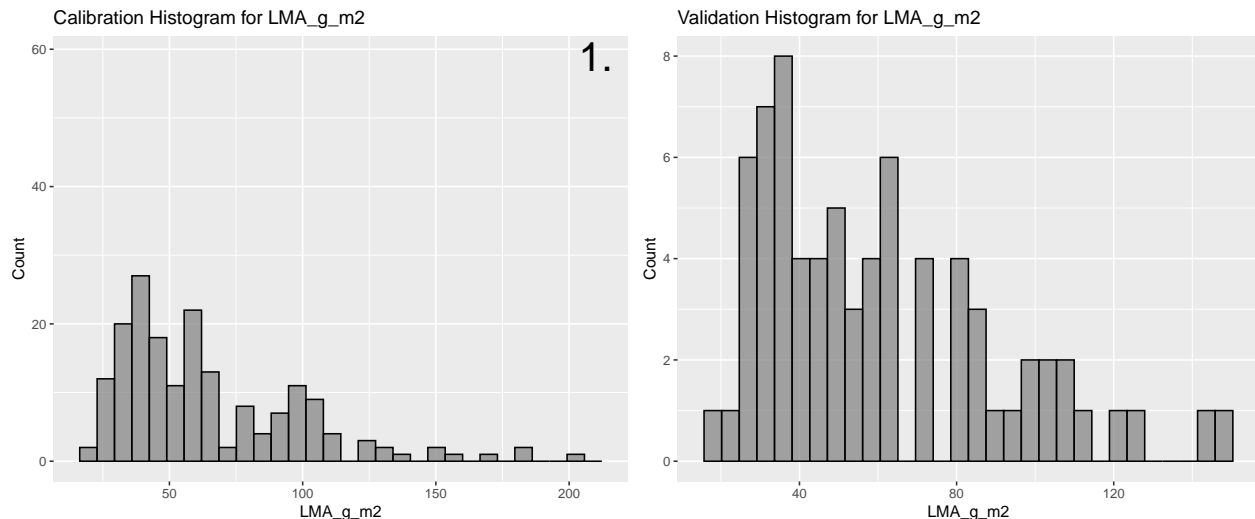 Calibration Histogram for LMA_g_m2
1.
60
40
20
0
Count
50 100 150 200
LMA_g_m2
Validation Histogram for LMA_g_m2
8
6
4
2
0
Count
40 80 120
LMA_g_m2